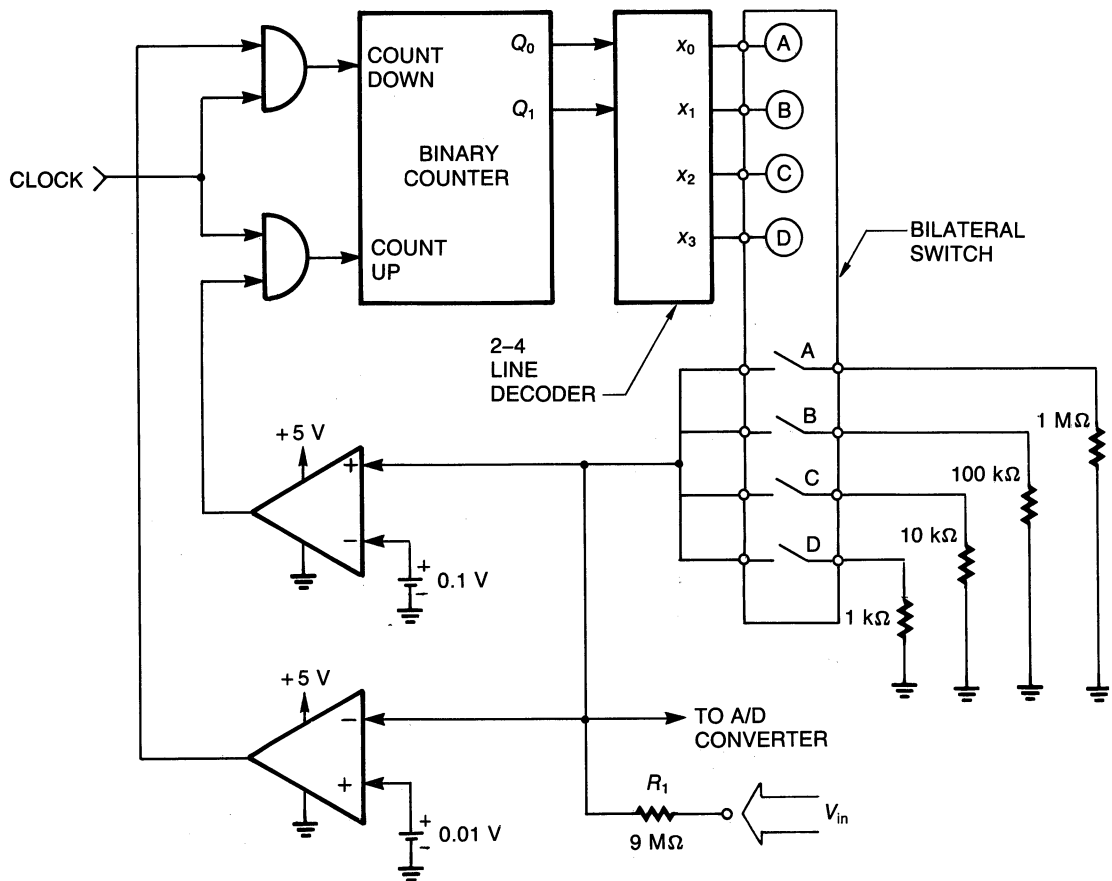 COUNT
DOWN
Q0
Q1
BINARY
COUNTER
COUNT
UP
CLOCK
x0
x1
x2
x3
A
B
C
D
BILATERAL
SWITCH
2–4
LINE
DECODER
A
B
C
D
1 MΩ
100 kΩ
10 kΩ
1 kΩ
+5 V
+
−
+
−
0.1 V
+5 V
−
+
+
−
0.01 V
TO A/D
CONVERTER
R1
9 MΩ
Vin